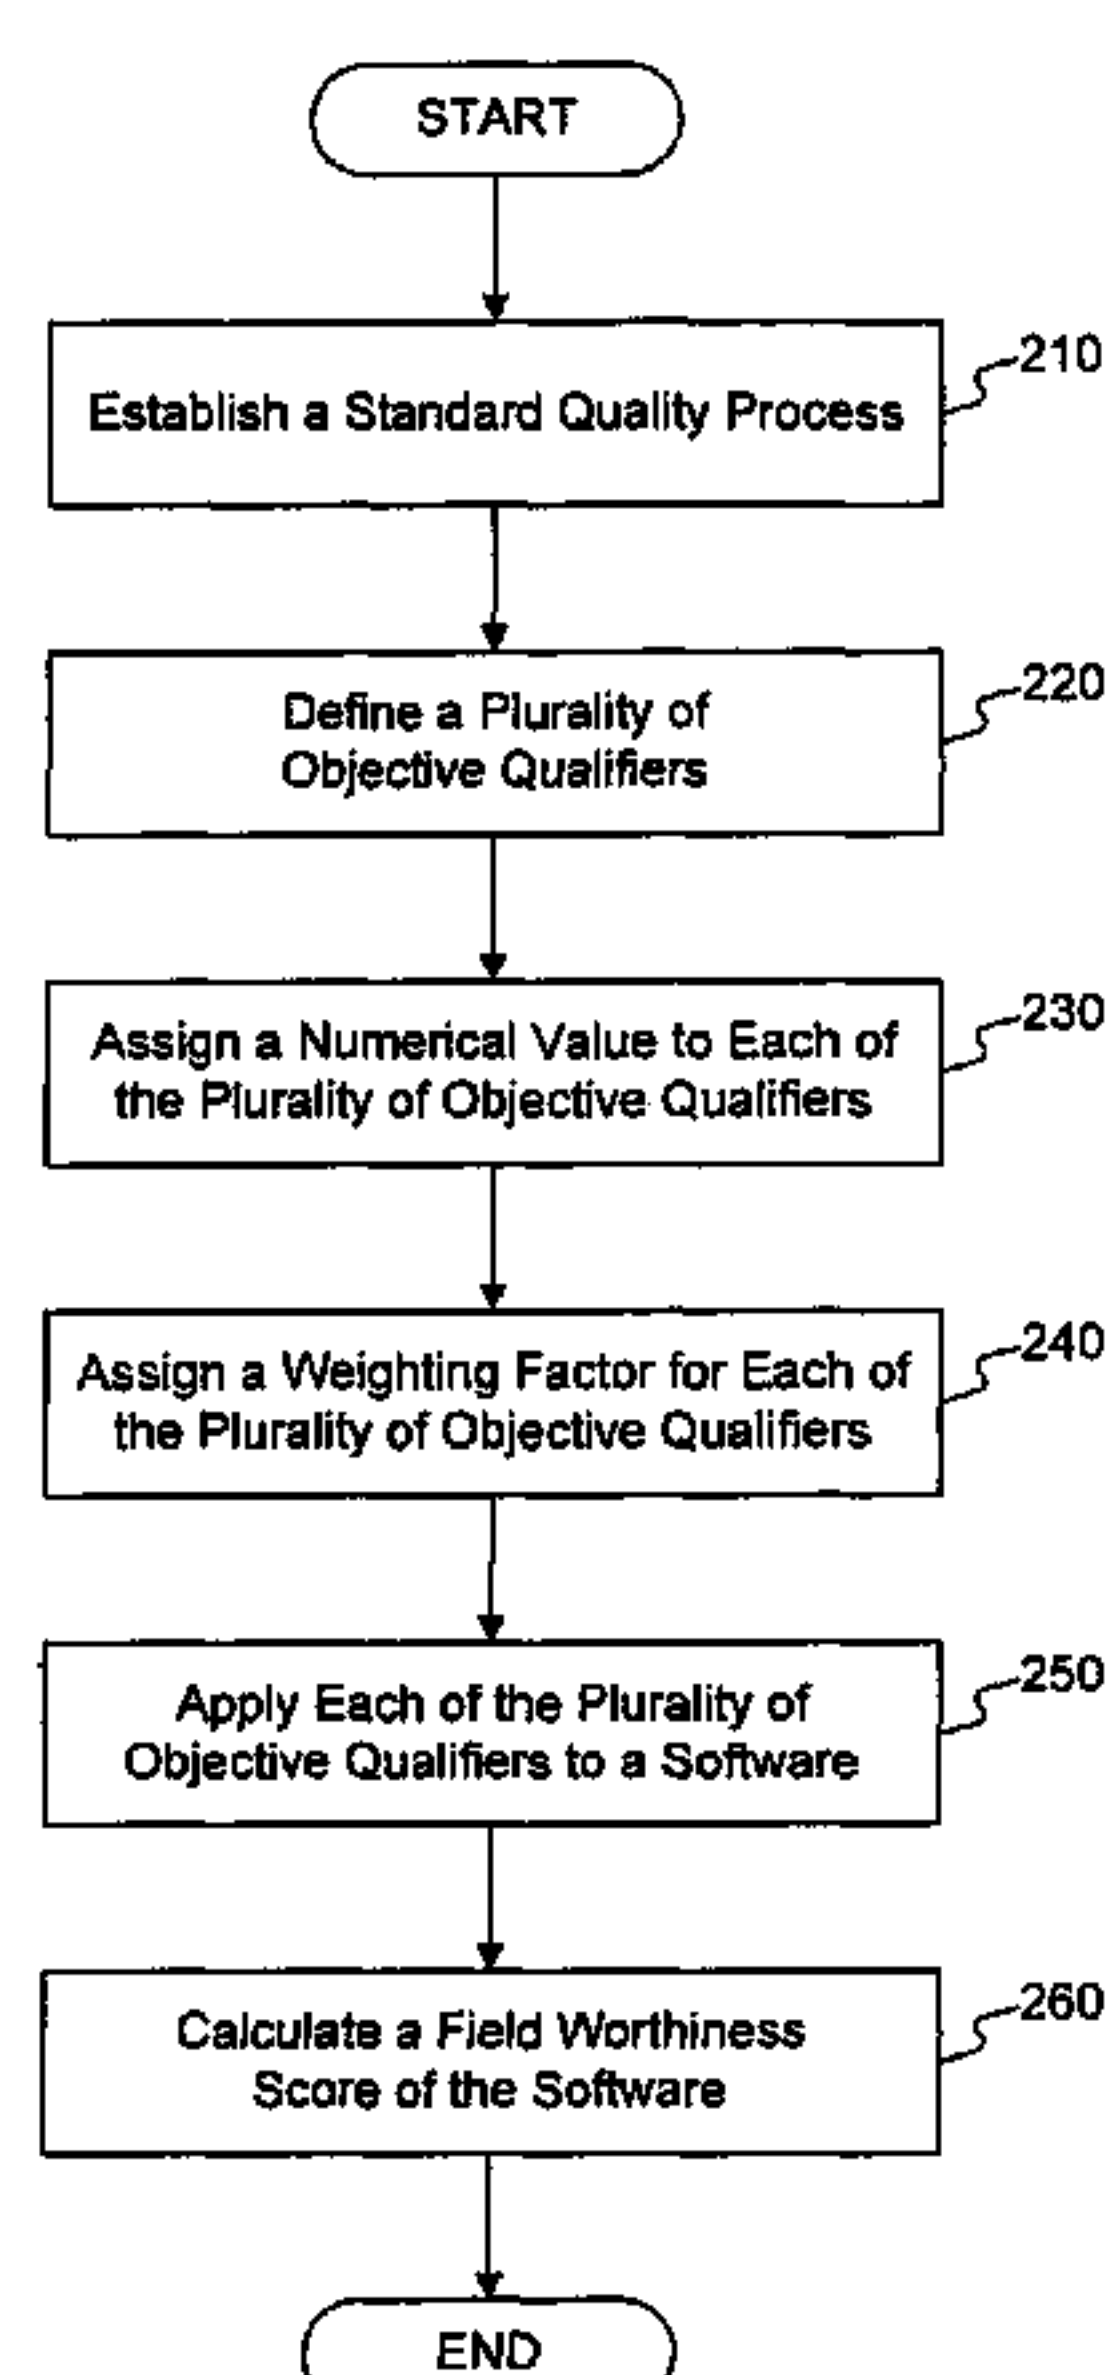 START
210
Establish a Standard Quality Process
220
Define a Plurality of
Objective Qualifiers
230
Assign a Numerical Value to Each of
the Plurality of Objective Qualifiers
240
Assign a Weighting Factor for Each of
the Plurality of Objective Qualifiers
250
Apply Each of the Plurality of
Objective Qualifiers to a Software
260
Calculate a Field Worthiness
Score of the Software
END